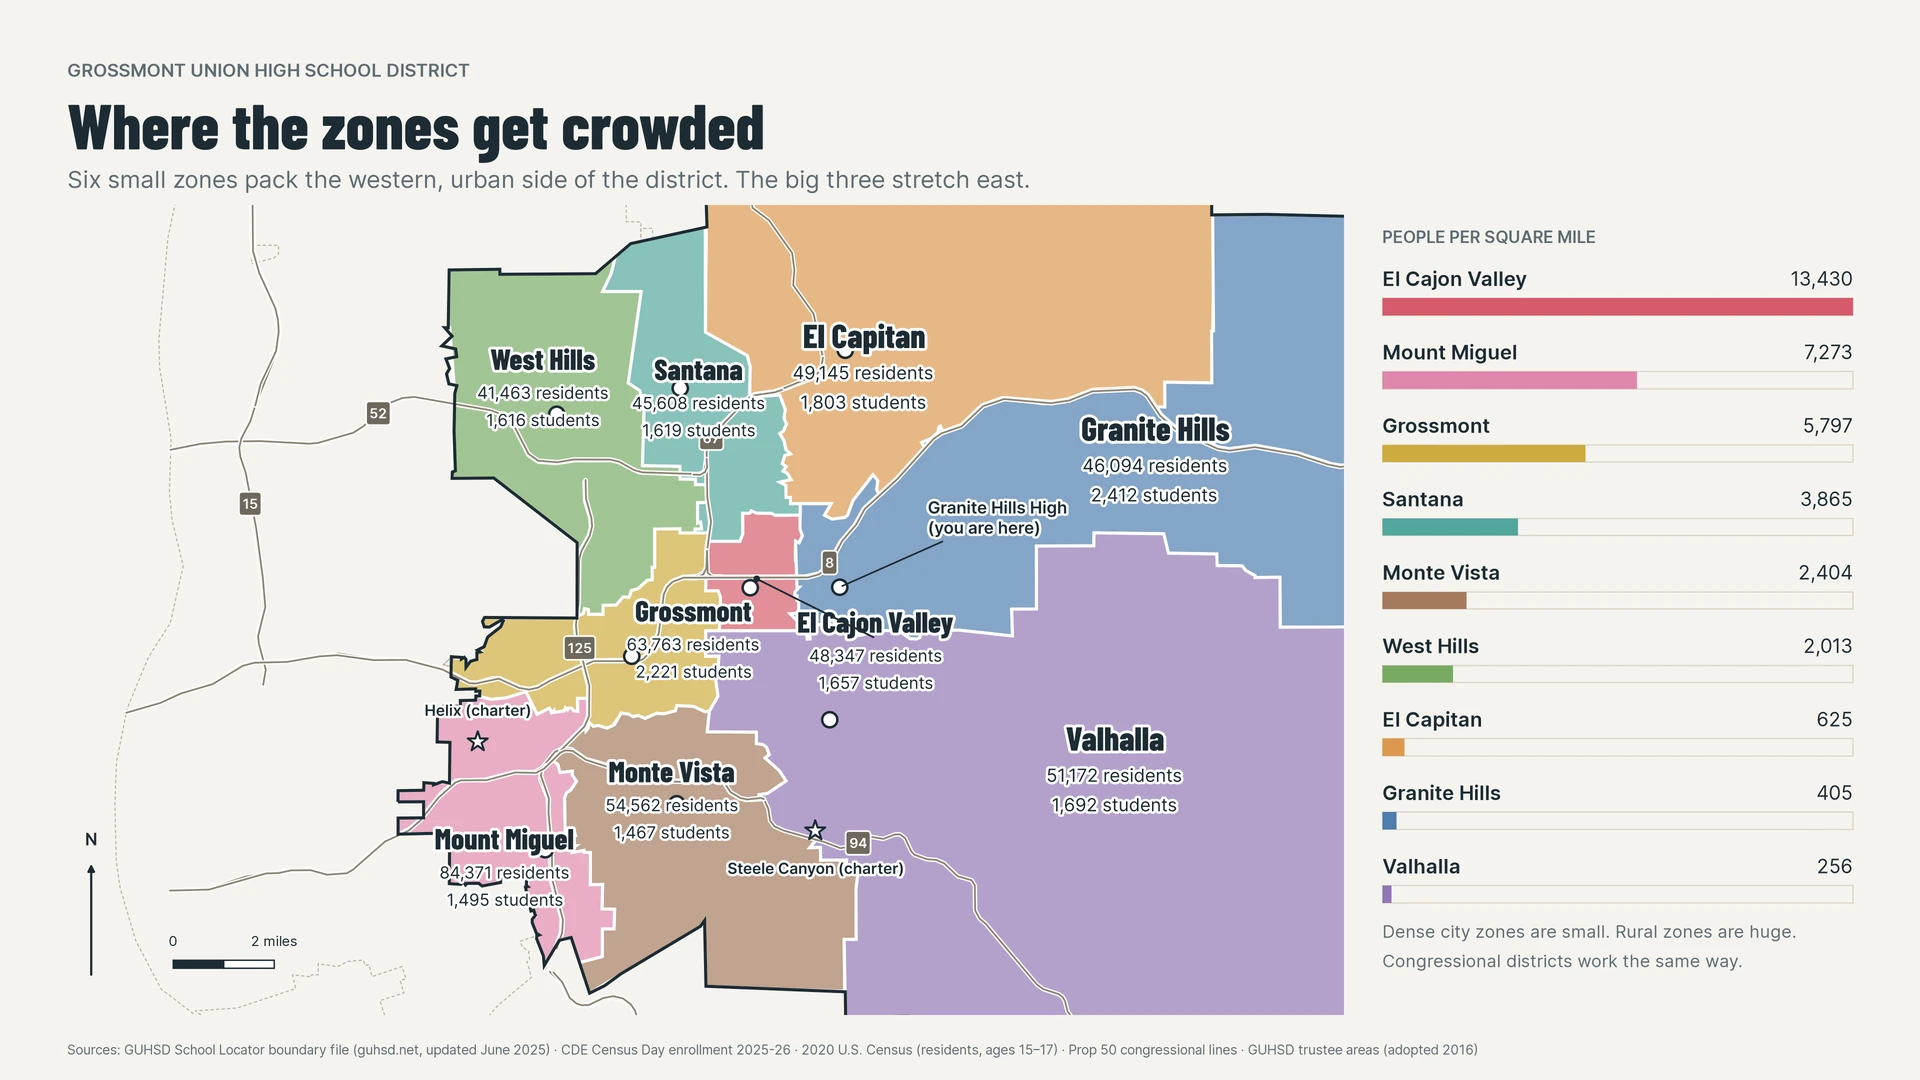 GROSSMONT UNION HIGH SCHOOL DISTRICT
Where the zones get crowded
Six small zones pack the western, urban side of the district. The big three stretch east.
El Capitan
49,145 residents
1,803 students
West Hills
41,463 residents
1,616 students
Santana
45,608 residents
1,619 students
67
52
15
Granite Hills
46,094 residents
2,412 students
Granite Hills High
(you are here)
8
Grossmont
63,763 residents
2,221 students
125
El Cajon Valley
48,347 residents
1,657 students
Helix (charter)
Valhalla
51,172 residents
1,692 students
Monte Vista
54,562 residents
1,467 students
94
Steele Canyon (charter)
Mount Miguel
84,371 residents
1,495 students
N
0 2 miles
PEOPLE PER SQUARE MILE
El Cajon Valley 13,430
Mount Miguel 7,273
Grossmont 5,797
Santana 3,865
Monte Vista 2,404
West Hills 2,013
El Capitan 625
Granite Hills 405
Valhalla 256
Dense city zones are small. Rural zones are huge.
Congressional districts work the same way.
Sources: GUHSD School Locator boundary file (guhsd.net, updated June 2025) · CDE Census Day enrollment 2025-26 · 2020 U.S. Census (residents, ages 15–17) · Prop 50 congressional lines · GUHSD trustee areas (adopted 2016)